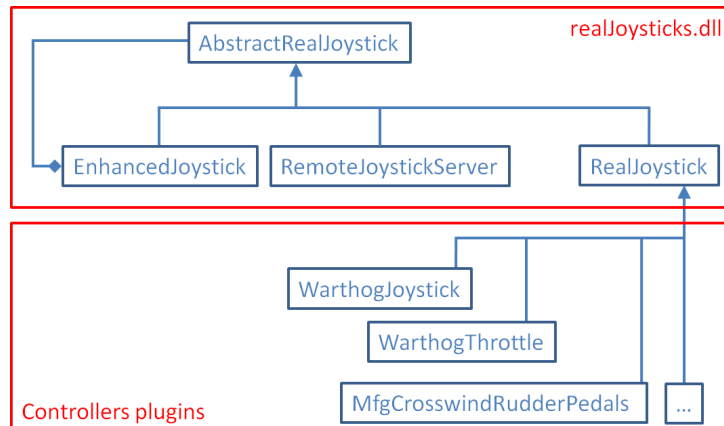 realJoysticks.dll
AbstractRealJoystick
EnhancedJoystick
RemoteJoystickServer
RealJoystick
WarthogJoystick
WarthogThrottle
MfgCrosswindRudderPedals
...
Controllers plugins